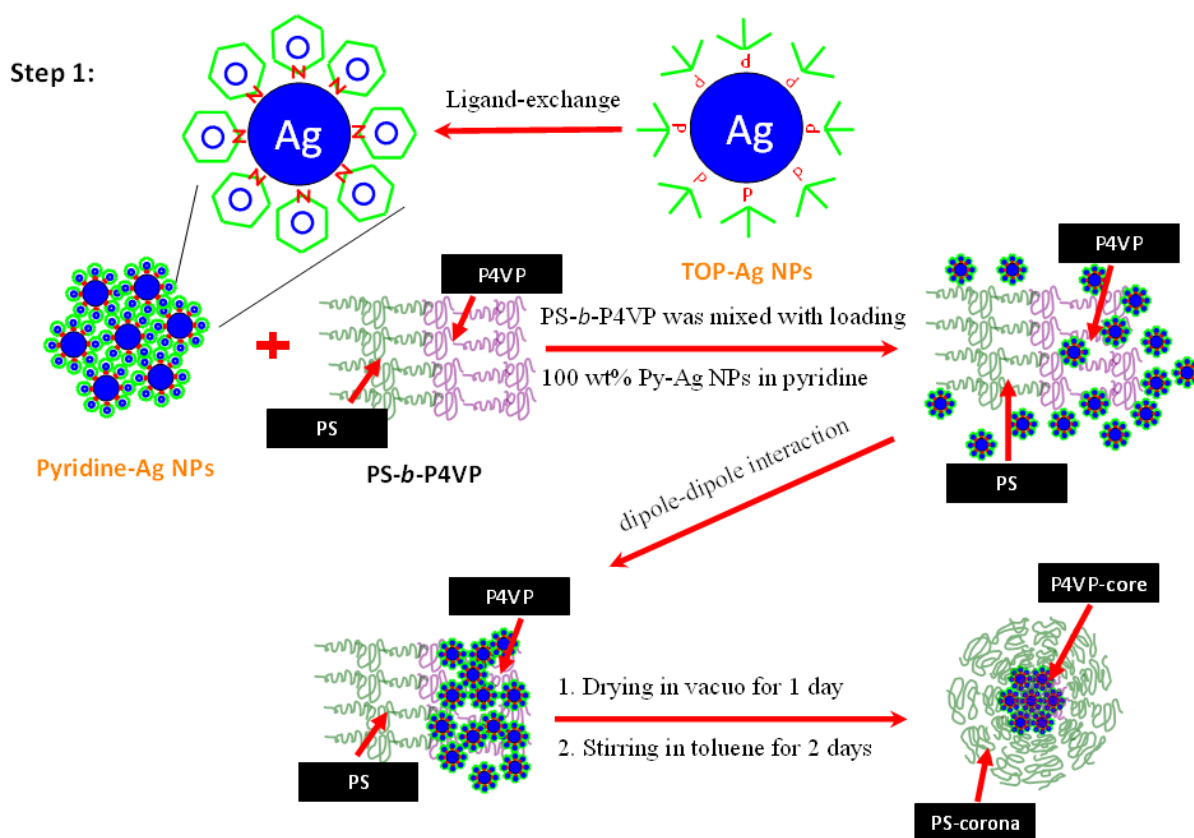 Step 1:
N
N
N
N
N
N
N
N
Ag
Ligand-exchange
P
P
P
P
P
P
P
P
Ag
TOP-Ag NPs
P4VP
P4VP
PS-b-P4VP was mixed with loading
100 wt% Py-Ag NPs in pyridine
PS
Pyridine-Ag NPs
PS-b-P4VP
PS
dipole-dipole interaction
P4VP
P4VP-core
1. Drying in vacuo for 1 day
2. Stirring in toluene for 2 days
PS
PS-corona